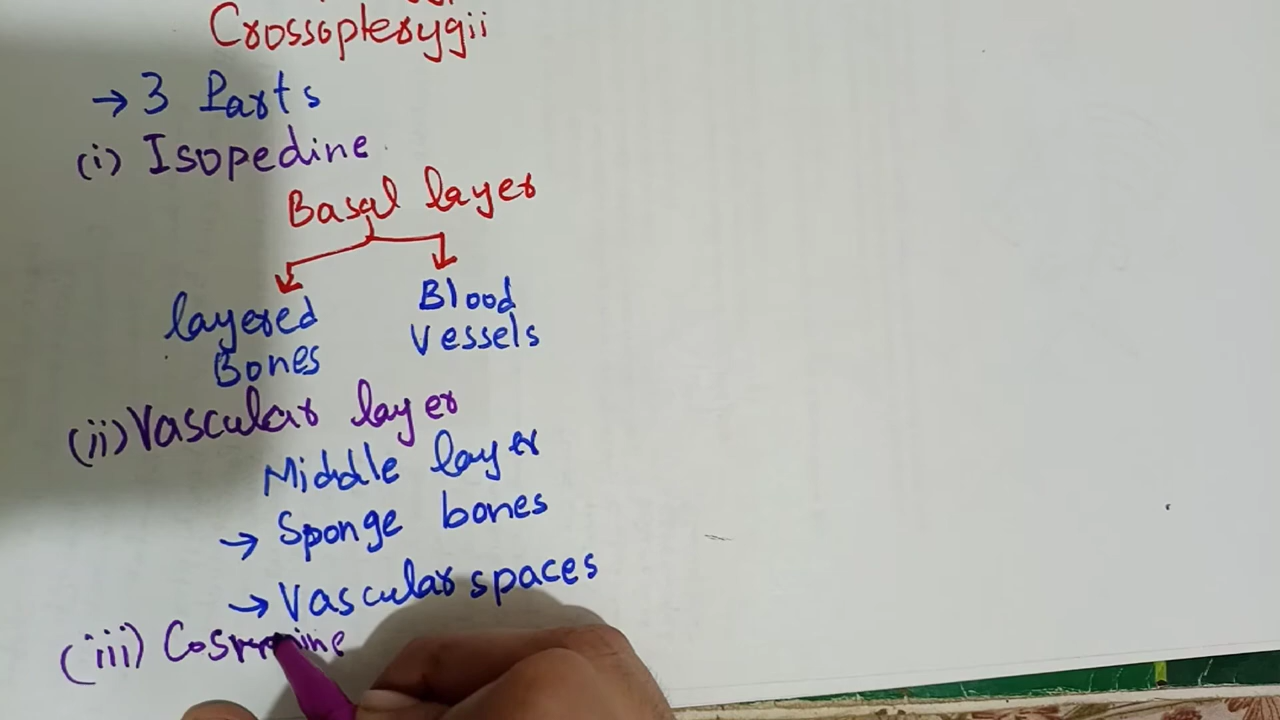 Crossopterygii
→ 3 Parts
(i) Isopedine
Basal layer
layered Bones
Blood Vessels
(ii) Vascular layer
Middle layer
→ Sponge bones
→ Vascular spaces
(iii)